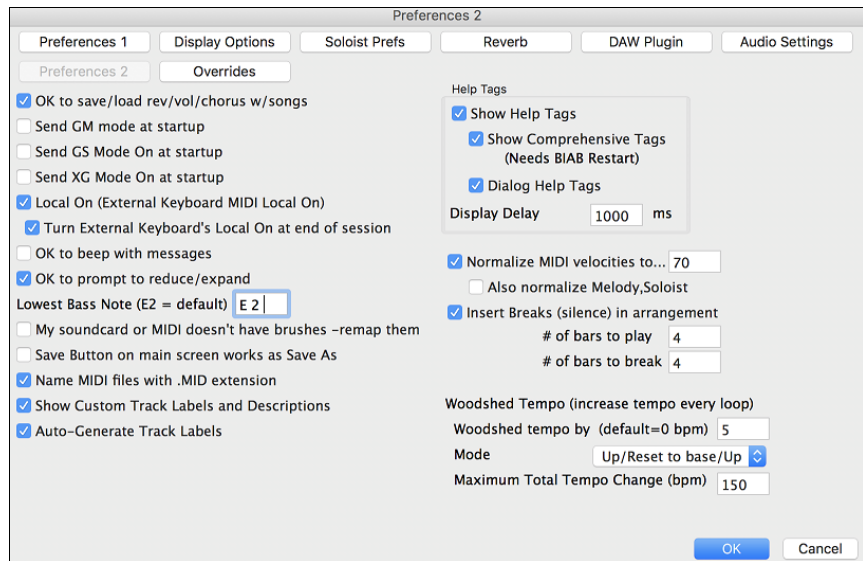 Preferences 2
Preferences 1
Display Options
Soloist Prefs
Reverb
DAW Plugin
Audio Settings
Preferences 2
Overrides
OK to save/load rev/vol/chorus w/songs
Send GM mode at startup
Send GS Mode On at startup
Send XG Mode On at startup
Local On (External Keyboard MIDI Local On)
Turn External Keyboard's Local On at end of session
OK to beep with messages
OK to prompt to reduce/expand
Lowest Bass Note (E2 = default) E 2
My soundcard or MIDI doesn't have brushes -remap them
Save Button on main screen works as Save As
Name MIDI files with .MID extension
Show Custom Track Labels and Descriptions
Auto-Generate Track Labels
Help Tags
Show Help Tags
Show Comprehensive Tags
(Needs BIAB Restart)
Dialog Help Tags
Display Delay 1000 ms
Normalize MIDI velocities to... 70
Also normalize Melody,Soloist
Insert Breaks (silence) in arrangement
# of bars to play 4
# of bars to break 4
Woodshed Tempo (increase tempo every loop)
Woodshed tempo by (default=0 bpm) 5
Mode Up/Reset to base/Up
Maximum Total Tempo Change (bpm) 150
OK
Cancel